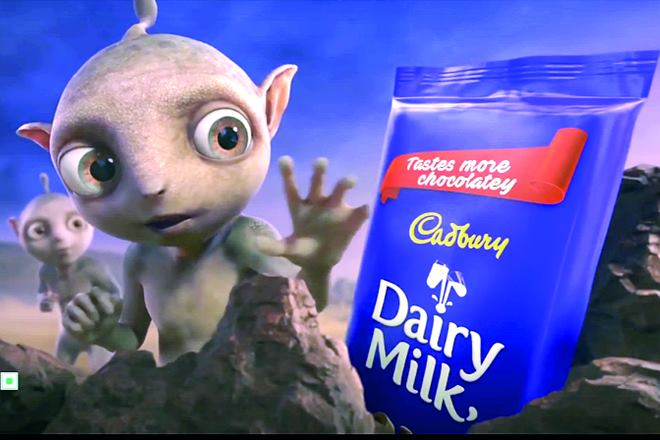 Tastes more
chocolatey
Cadbury
Dairy
Milk